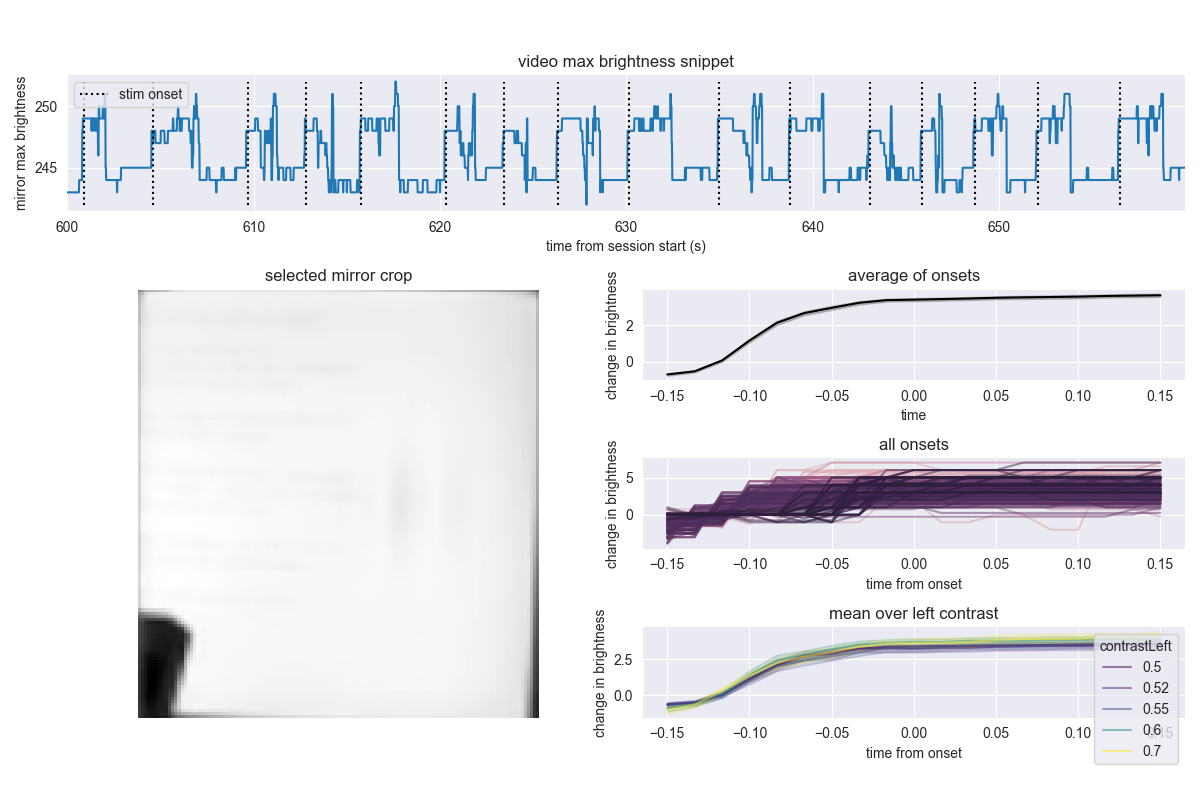 video max brightness snippet
mirror max brightness
250
245
stim onset
600
610
620
630
640
650
time from session start (s)
selected mirror crop
average of onsets
change in brightness
2
0
−0.15
−0.10
−0.05
0.00
0.05
0.10
0.15
time
all onsets
change in brightness
5
0
−0.15
−0.10
−0.05
0.00
0.05
0.10
0.15
time from onset
mean over left contrast
change in brightness
2.5
0.0
contrastLeft
0.5
0.52
0.55
0.6
0.7
−0.15
−0.10
−0.05
0.00
0.05
0.10
0.15
time from onset